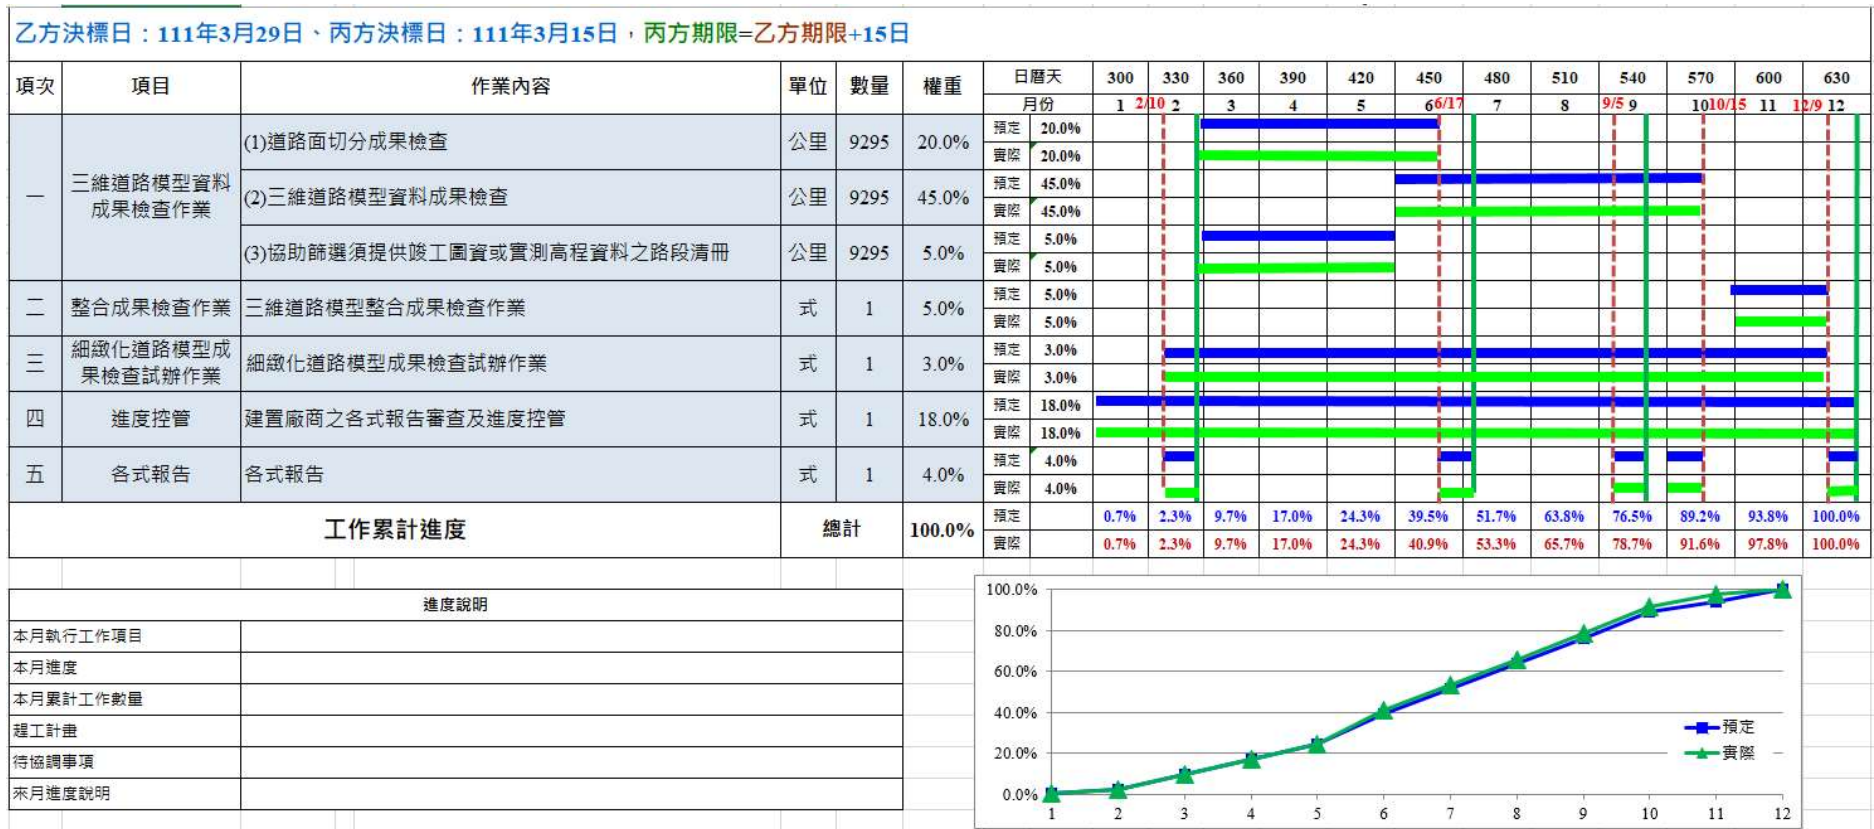 乙方決標日：111年3月29日、丙方決標日：111年3月15日，丙方期限=乙方期限+15日
項次 項目 作業內容 單位 數量 權重 日曆天 300 330 360 390 420 450 480 510 540 570 600 630
月份 1 2/10 2 3 4 5 6 6/17 7 8 9/5 9 10 10/15 11 12/9 12
一 三維道路模型資料成果檢查作業
(1)道路面切分成果檢查 公里 9295 20.0% 預定 20.0%
實際 20.0%
(2)三維道路模型資料成果檢查 公里 9295 45.0% 預定 45.0%
實際 45.0%
(3)協助篩選須提供竣工圖資或實測高程資料之路段清冊 公里 9295 5.0% 預定 5.0%
實際 5.0%
二 整合成果檢查作業 三維道路模型整合成果檢查作業 式 1 5.0% 預定 5.0%
實際 5.0%
三 細緻化道路模型成果檢查試辦作業 細緻化道路模型成果檢查試辦作業 式 1 3.0% 預定 3.0%
實際 3.0%
四 進度控管 建置廠商之各式報告審查及進度控管 式 1 18.0% 預定 18.0%
實際 18.0%
五 各式報告 各式報告 式 1 4.0% 預定 4.0%
實際 4.0%
工作累計進度 總計 100.0% 預定 0.7% 2.3% 9.7% 17.0% 24.3% 39.5% 51.7% 63.8% 76.5% 89.2% 93.8% 100.0%
實際 0.7% 2.3% 9.7% 17.0% 24.3% 40.9% 53.3% 65.7% 78.7% 91.6% 97.8% 100.0%
進度說明
本月執行工作項目
本月進度
本月累計工作數量
趕工計畫
待協調事項
來月進度說明
100.0%
80.0%
60.0%
40.0%
20.0%
0.0%
預定
實際
1 2 3 4 5 6 7 8 9 10 11 12